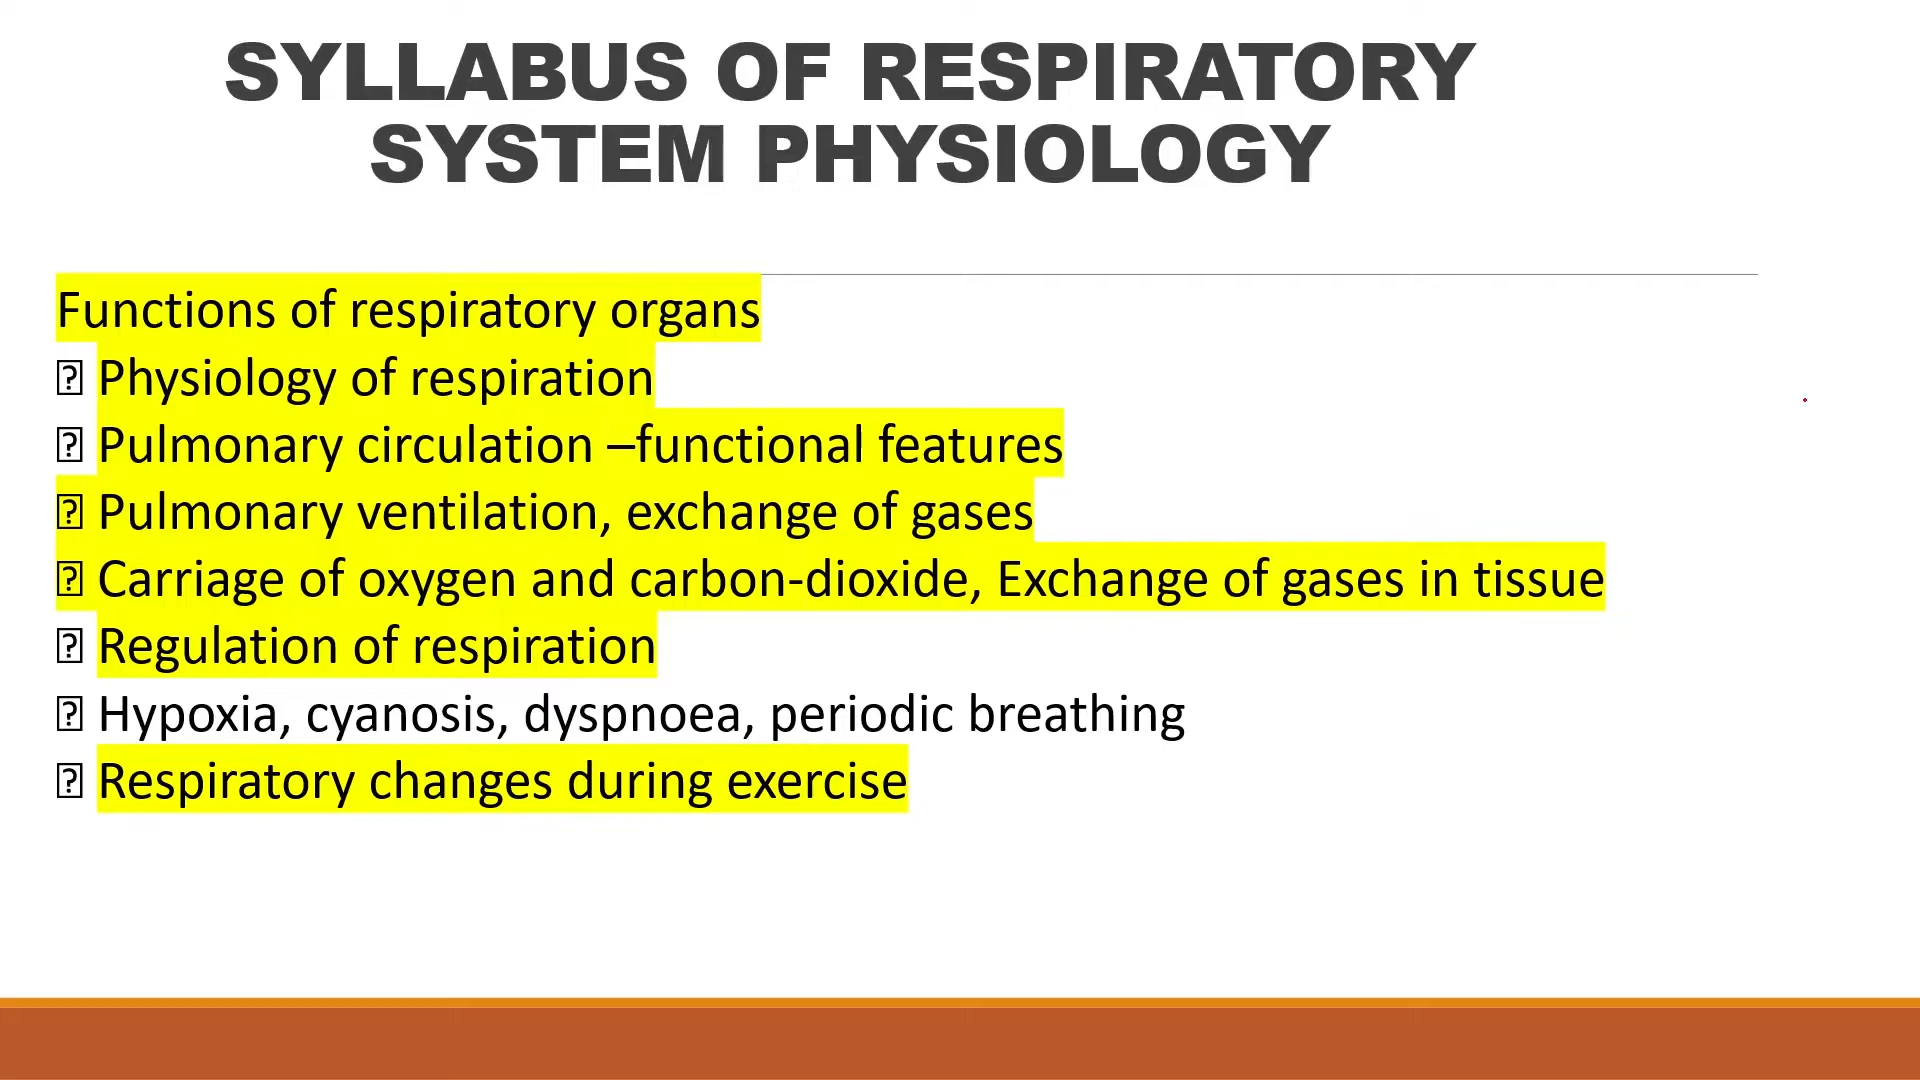 SYLLABUS OF RESPIRATORY
SYSTEM PHYSIOLOGY
Functions of respiratory organs
⍰ Physiology of respiration
⍰ Pulmonary circulation –functional features
⍰ Pulmonary ventilation, exchange of gases
⍰ Carriage of oxygen and carbon-dioxide, Exchange of gases in tissue
⍰ Regulation of respiration
⍰ Hypoxia, cyanosis, dyspnoea, periodic breathing
⍰ Respiratory changes during exercise